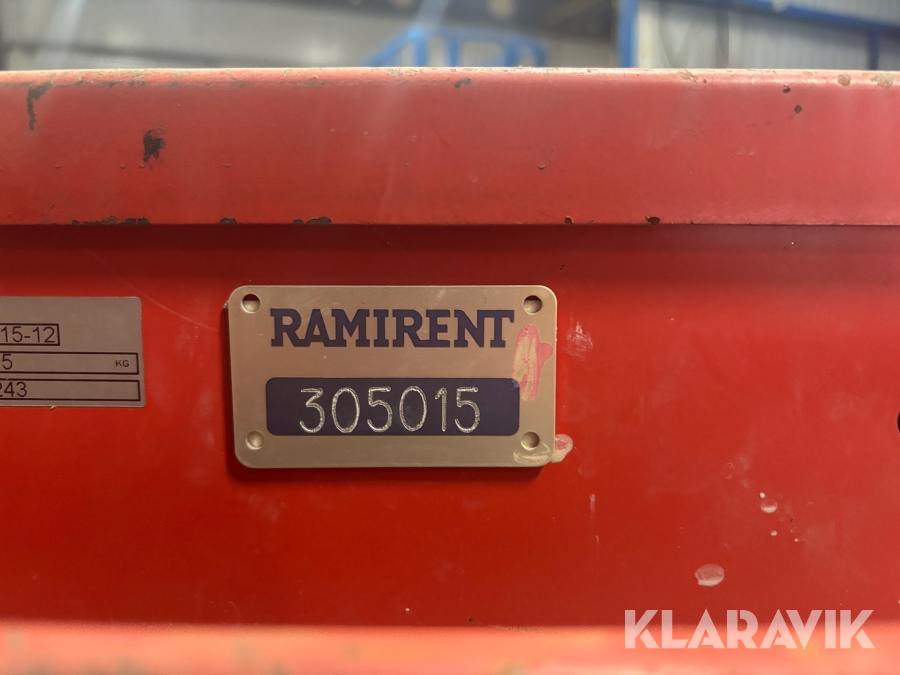 RAMIRENT
305015
15-12
5 KG
243
KLARAVIK